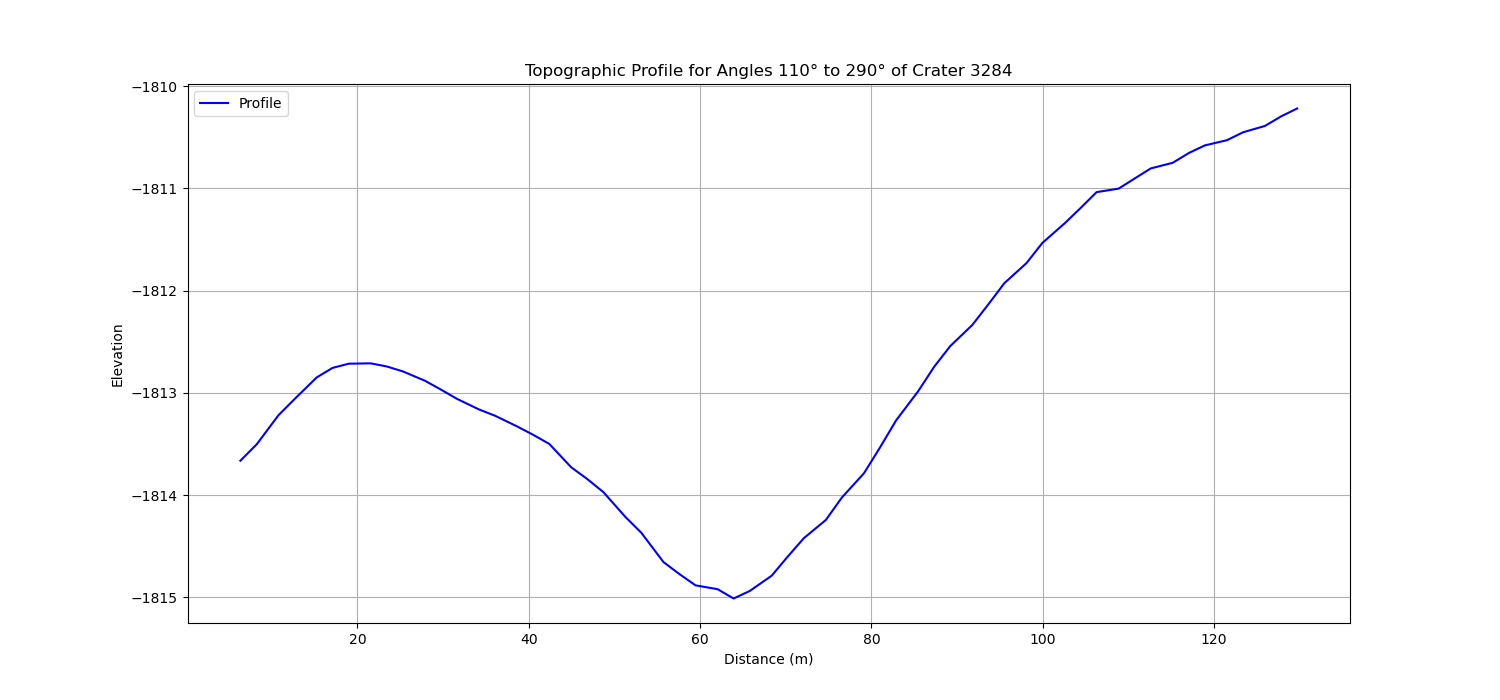 Topographic Profile for Angles 110° to 290° of Crater 3284
Profile
Elevation
−1810
−1811
−1812
−1813
−1814
−1815
20 40 60 80 100 120
Distance (m)